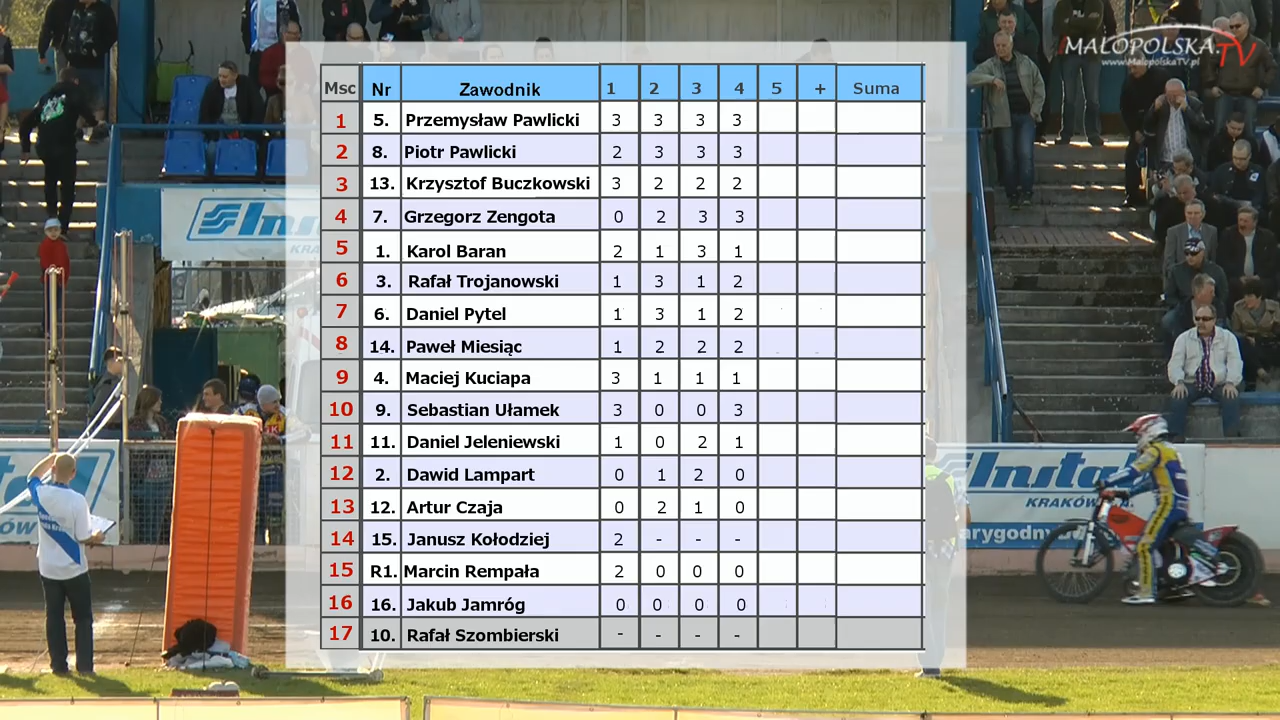 MAŁOPOLSKA TV
www.MalopolskaTV.pl
Msc Nr Zawodnik 1 2 3 4 5 + Suma
1 5. Przemysław Pawlicki 3 3 3 3
2 8. Piotr Pawlicki 2 3 3 3
3 13. Krzysztof Buczkowski 3 2 2 2
4 7. Grzegorz Zengota 0 2 3 3
5 1. Karol Baran 2 1 3 1
6 3. Rafał Trojanowski 1 3 1 2
7 6. Daniel Pytel 1 3 1 2
8 14. Paweł Miesiąc 1 2 2 2
9 4. Maciej Kuciapa 3 1 1 1
10 9. Sebastian Ułamek 3 0 0 3
11 11. Daniel Jeleniewski 1 0 2 1
12 2. Dawid Lampart 0 1 2 0
13 12. Artur Czaja 0 2 1 0
14 15. Janusz Kołodziej 2 - - -
15 R1. Marcin Rempała 2 0 0 0
16 16. Jakub Jamróg 0 0 0 0
17 10. Rafał Szombierski - - - -
Instal
KRAKÓW